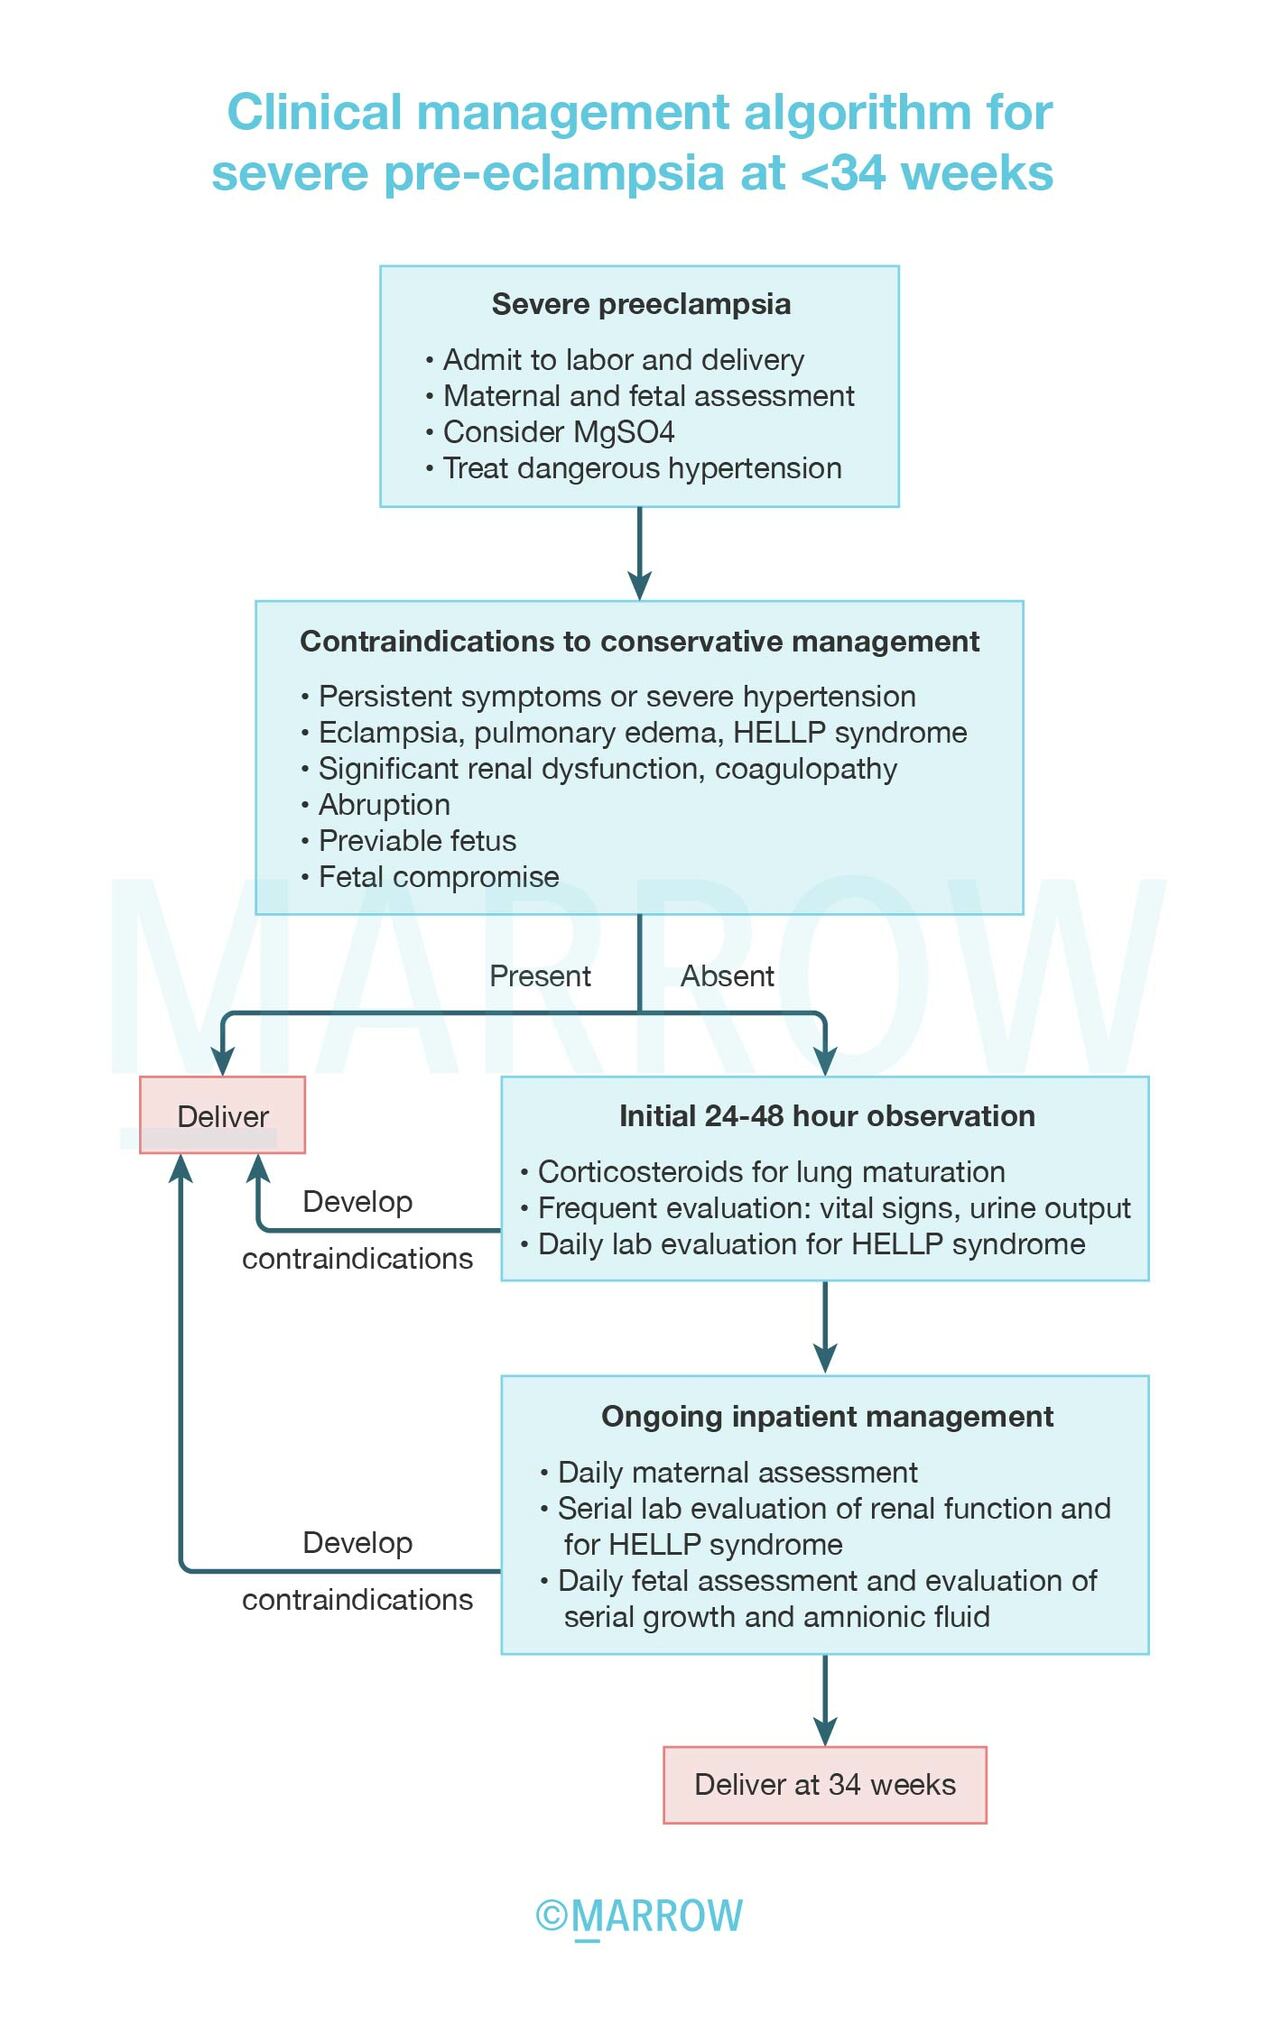 Clinical management algorithm for
severe pre-eclampsia at <34 weeks
Severe preeclampsia
• Admit to labor and delivery
• Maternal and fetal assessment
• Consider MgSO4
• Treat dangerous hypertension
Contraindications to conservative management
• Persistent symptoms or severe hypertension
• Eclampsia, pulmonary edema, HELLP syndrome
• Significant renal dysfunction, coagulopathy
• Abruption
• Previable fetus
• Fetal compromise
MARROW
Present
Absent
Deliver
Initial 24-48 hour observation
• Corticosteroids for lung maturation
• Frequent evaluation: vital signs, urine output
• Daily lab evaluation for HELLP syndrome
Develop
contraindications
Ongoing inpatient management
• Daily maternal assessment
• Serial lab evaluation of renal function and
for HELLP syndrome
• Daily fetal assessment and evaluation of
serial growth and amnionic fluid
Develop
contraindications
Deliver at 34 weeks
©MARROW